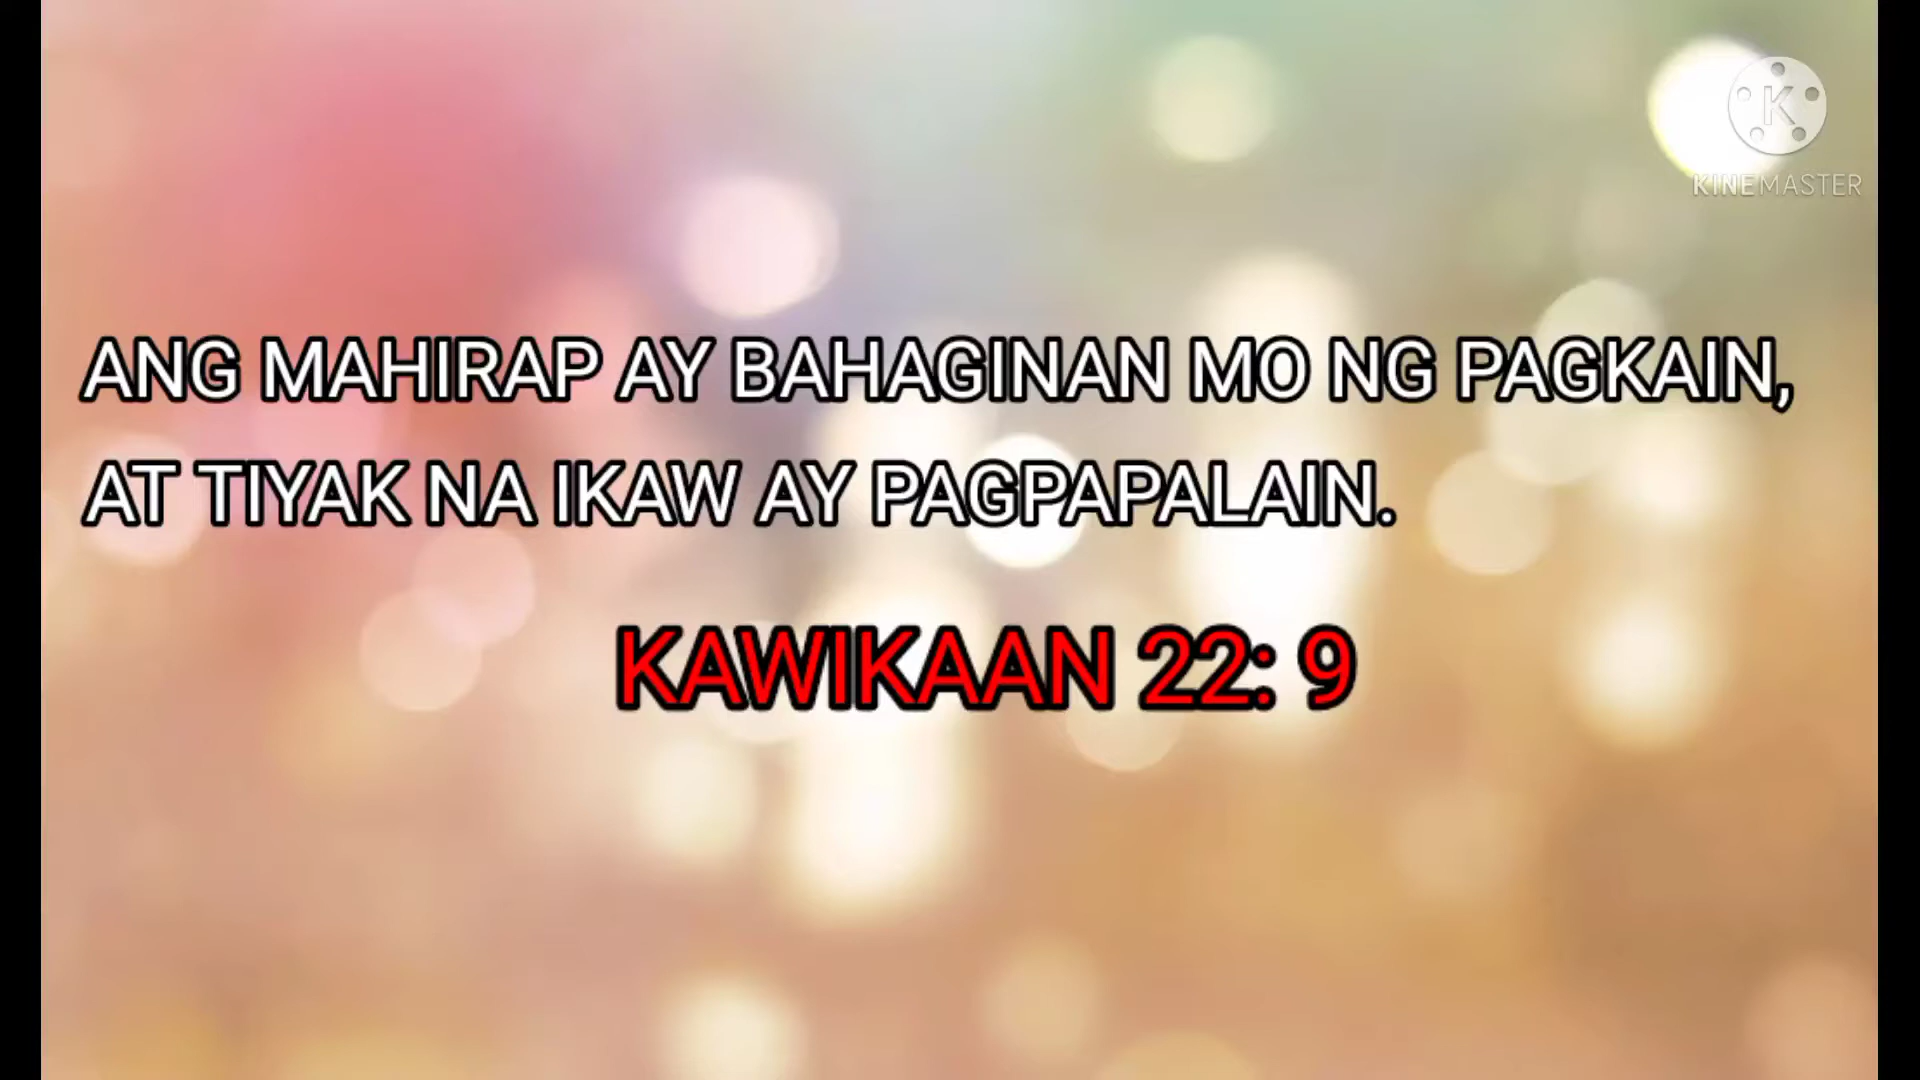 K
KINEMASTER
ANG MAHIRAP AY BAHAGINAN MO NG PAGKAIN,
AT TIYAK NA IKAW AY PAGPAPALAIN.
KAWIKAAN 22: 9